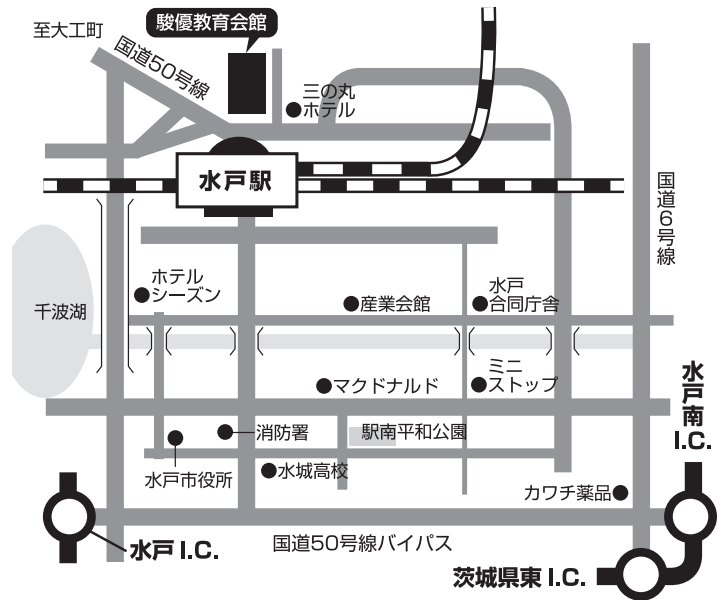 駿優教育会館
至大工町
国道50号線
三の丸
ホテル
水戸駅
国道6号線
ホテル
シーズン
水戸
合同庁舎
産業会館
千波湖
ミニ
ストップ
マクドナルド
水戸南
I.C.
消防署
駅南平和公園
水戸市役所
水城高校
カワチ薬品
国道50号線バイパス
水戸 I.C.
茨城県東 I.C.